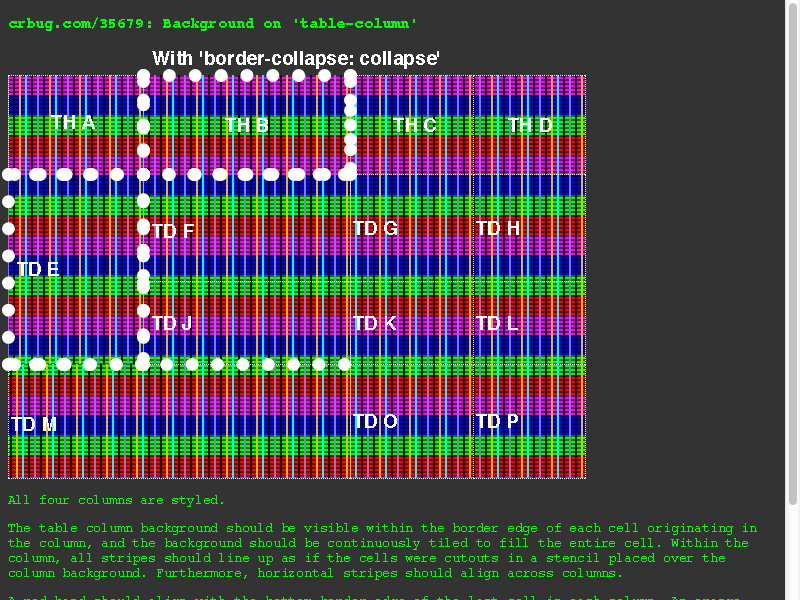 crbug.com/35679: Background on 'table-column'
With 'border-collapse: collapse'
TH A TH B TH C TH D
TD F TD G TD H
TD E
TD J TD K TD L
TD M TD O TD P
All four columns are styled.
The table column background should be visible within the border edge of each cell originating in
the column, and the background should be continuously tiled to fill the entire cell. Within the
column, all stripes should line up as if the cells were cutouts in a stencil placed over the
column background. Furthermore, horizontal stripes should align across columns.